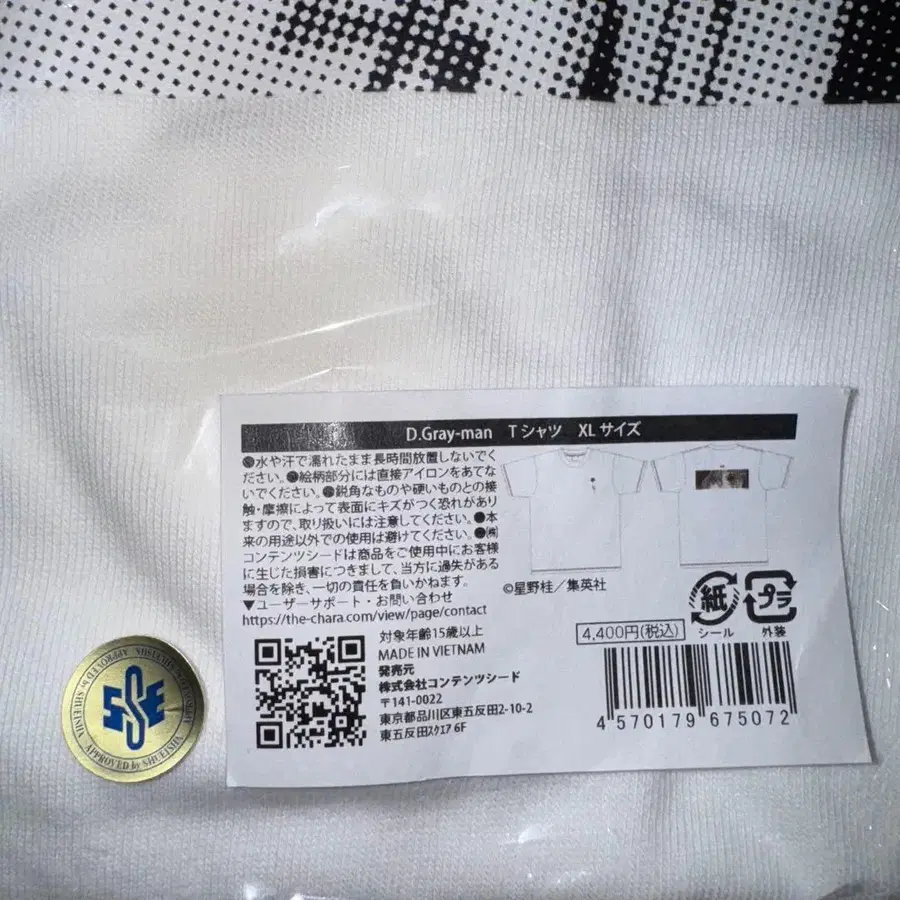 D.Gray-man Tシャツ XLサイズ
●水や汗で濡れたまま長時間放置しないでく
ださい。●絵柄部分には直接アイロンをあてな
いでください。●鋭角なものや硬いものとの接
触・摩擦によって表面にキズがつく恐れがあり
ますので、取り扱いには注意してください。●本
来の用途以外での使用は避けてください。●㈱
コンテンツシードは商品をご使用中にお客様
に生じた損害につきまして、当方に過失がある
場合を除き、一切の責任を負いかねます。
▼ユーザーサポート・お問い合わせ
https://the-chara.com/view/page/contact
©星野桂／集英社
対象年齢15歳以上
MADE IN VIETNAM
発売元
株式会社コンテンツシード
〒141-0022
東京都品川区東五反田2-10-2
東五反田ｽｸｴｱ 6F
4,400円(税込)
紙
シール
プラ
外装
4 570179 675072
APPROVED by SHUEISHA